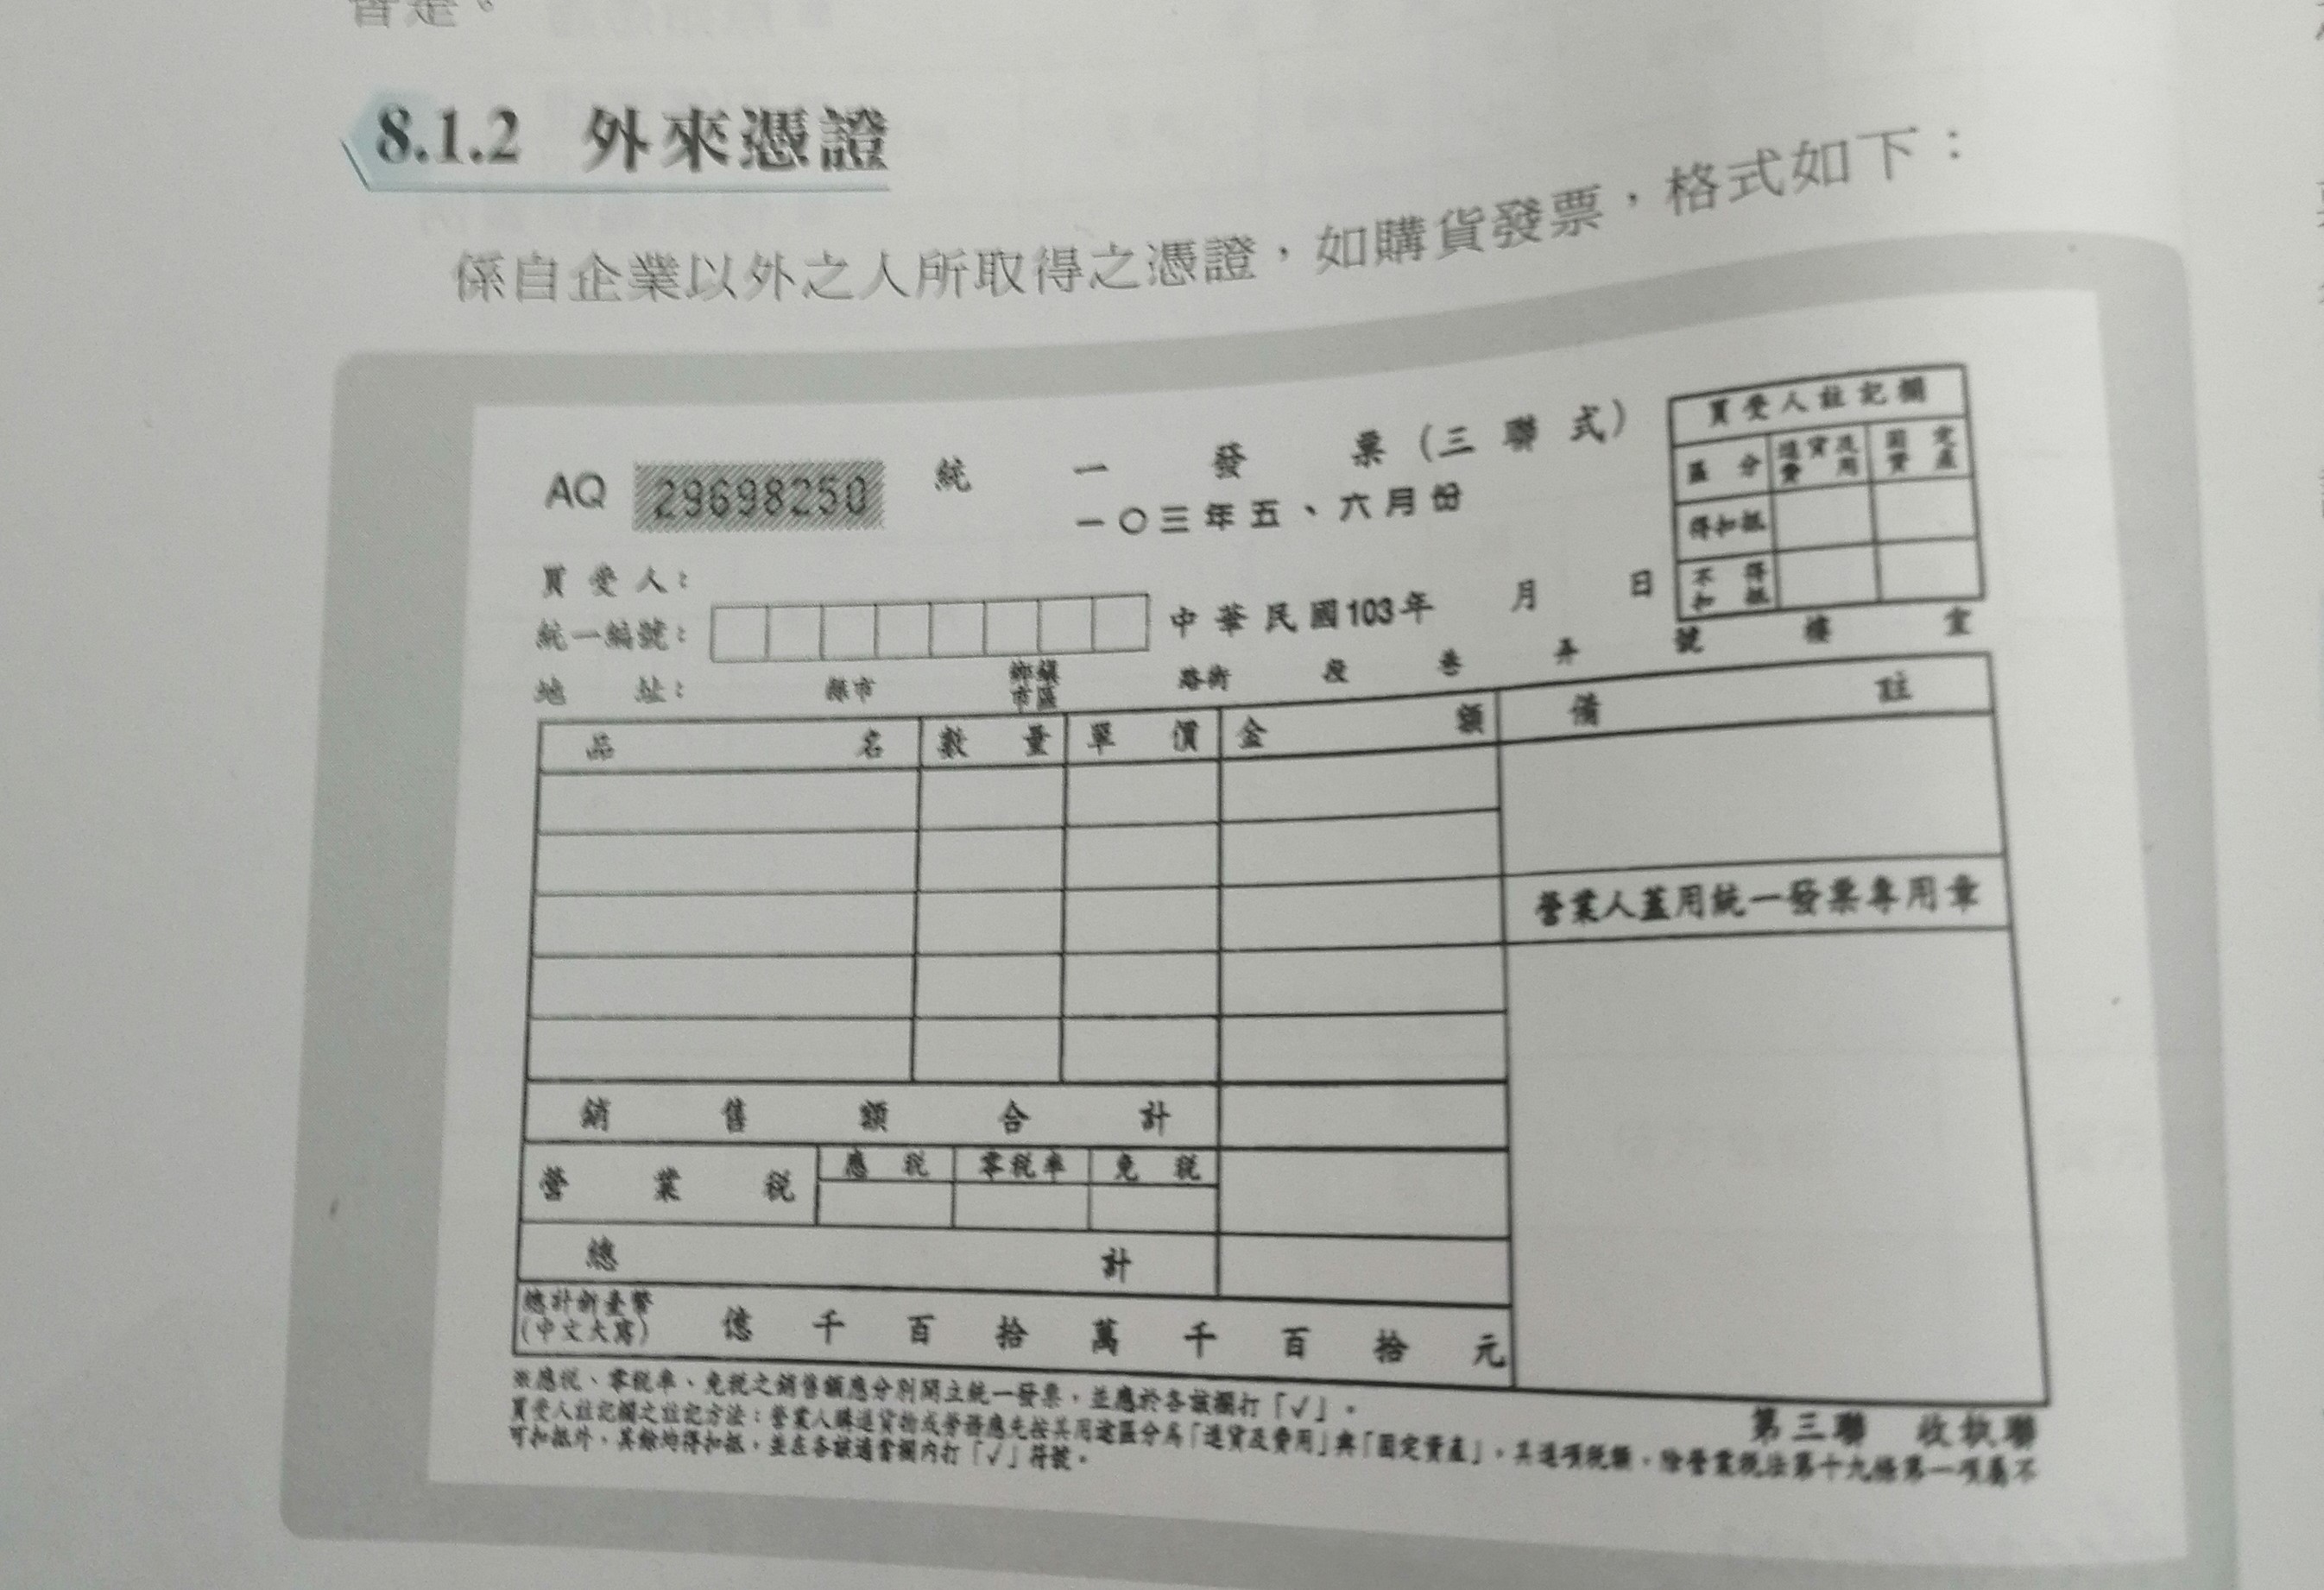 8.1.2 外來憑證
係自企業以外之人所取得之憑證，如購貨發票，格式如下：
AQ 29698250 統一發票（三聯式）
一〇三年五、六月份
買受人註記欄
區分 進貨及費用 固定資產
得扣抵
不得扣抵
買受人：
統一編號： 中華民國103年 月 日
地址： 縣市 鄉鎮市區 路街 段 巷 弄 號 樓 室
品名 數量 單價 金額 備註
營業人蓋用統一發票專用章
銷售額合計
營業稅 應稅 零稅率 免稅
總計
總計新臺幣（中文大寫） 億 千 百 拾 萬 千 百 拾 元
※應稅、零稅率、免稅之銷售額應分別開立統一發票，並應於各該欄打「√」。
第三聯 收執聯
買受人註記欄之註記方法：營業人購進貨物或勞務應先按其用途區分為「進貨及費用」與「固定資產」，其進項稅額，除營業稅法第十九條第一項屬不
可扣抵外，其餘均得扣抵，並在各該適當欄內打「√」符號。